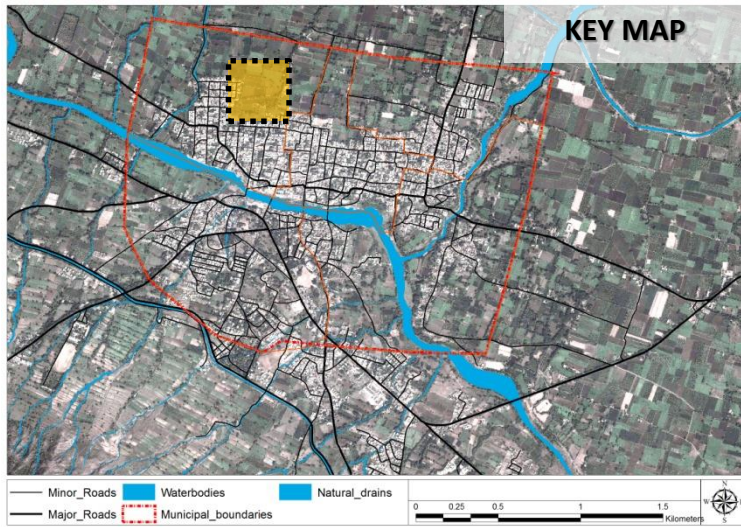 KEY MAP
Minor_Roads Waterbodies Natural_drains
Major_Roads Municipal_boundaries
0 0.25 0.5 1 1.5
Kilometers
N
W E
S